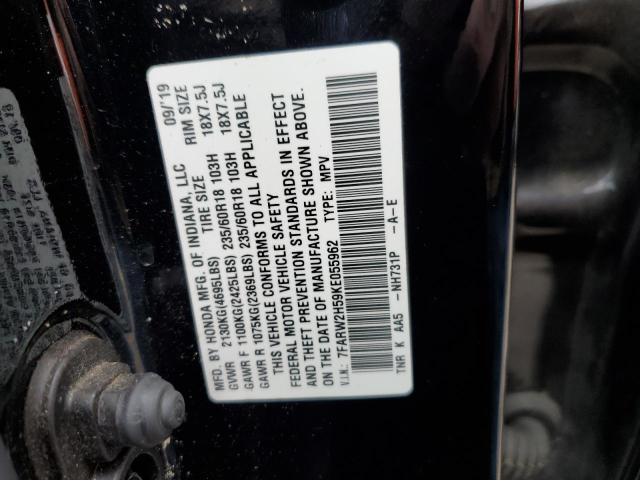 MFD. BY HONDA MFG. OF INDIANA, LLC 09/'19
GVWR 2130KG(4695LBS) TIRE SIZE RIM SIZE
GAWR F 1100KG(2425LBS) 235/60R18 103H 18X7.5J
GAWR R 1075KG(2369LBS) 235/60R18 103H 18X7.5J
THIS VEHICLE CONFORMS TO ALL APPLICABLE
FEDERAL MOTOR VEHICLE SAFETY
AND THEFT PREVENTION STANDARDS IN EFFECT
ON THE DATE OF MANUFACTURE SHOWN ABOVE.
V.I.N.: 7FARW2H59KE055962 TYPE: MPV
TNR K AA5 -NH731P -A-E